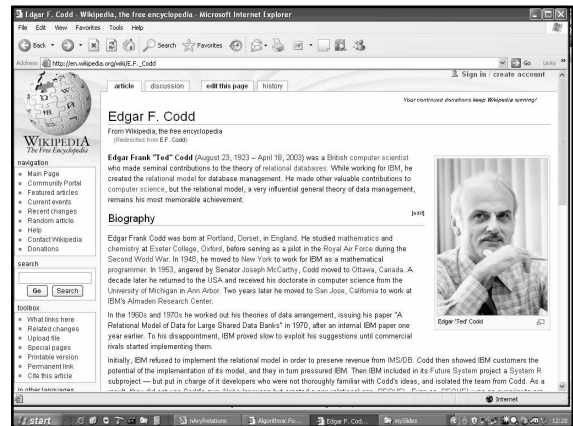 Edgar F. Codd - Wikipedia, the free encyclopedia - Microsoft Internet Explorer
File Edit View Favorites Tools Help
Back Search Favorites
Address http://en.wikipedia.org/wiki/E.F._Codd Go Links
Sign in / create account
article discussion edit this page history
Your continued donations keep Wikipedia running!
Edgar F. Codd
From Wikipedia, the free encyclopedia
(Redirected from E.F. Codd)
Edgar Frank "Ted" Codd (August 23, 1923 – April 18, 2003) was a British computer scientist
who made seminal contributions to the theory of relational databases. While working for IBM, he
created the relational model for database management. He made other valuable contributions to
computer science, but the relational model, a very influential general theory of data management,
remains his most memorable achievement.
Biography [edit]
Edgar Frank Codd was born at Portland, Dorset, in England. He studied mathematics and
chemistry at Exeter College, Oxford, before serving as a pilot in the Royal Air Force during the
Second World War. In 1948, he moved to New York to work for IBM as a mathematical
programmer. In 1953, angered by Senator Joseph McCarthy, Codd moved to Ottawa, Canada. A
decade later he returned to the USA and received his doctorate in computer science from the
University of Michigan in Ann Arbor. Two years later he moved to San Jose, California to work at
IBM's Almaden Research Center.
In the 1960s and 1970s he worked out his theories of data arrangement, issuing his paper "A
Relational Model of Data for Large Shared Data Banks" in 1970, after an internal IBM paper one
year earlier. To his disappointment, IBM proved slow to exploit his suggestions until commercial
rivals started implementing them.
Initially, IBM refused to implement the relational model in order to preserve revenue from IMS/DB. Codd then showed IBM customers the
potential of the implementation of its model, and they in turn pressured IBM. Then IBM included in its Future System project a System R
subproject — but put in charge of it developers who were not thoroughly familiar with Codd's ideas, and isolated the team from Codd. As a
Edgar 'Ted' Codd
WIKIPEDIA
The Free Encyclopedia
navigation
Main Page
Community Portal
Featured articles
Current events
Recent changes
Random article
Help
Contact Wikipedia
Donations
search
Go Search
toolbox
What links here
Related changes
Upload file
Special pages
Printable version
Permanent link
Cite this article
in other languages
Internet
start nAryRelations Algorithmic Fo... Edgar F. Codd... mySlides 12:28